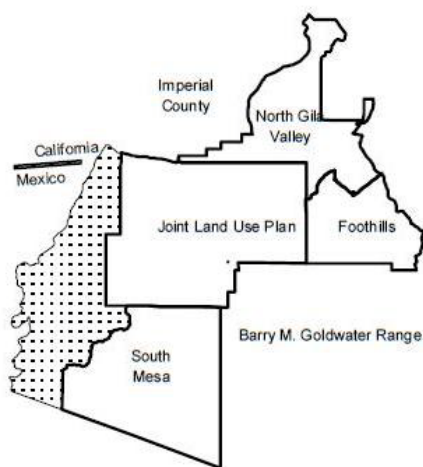 Imperial
County
North Gila
Valley
California
Mexico
Joint Land Use Plan
Foothills
Barry M. Goldwater Range
South
Mesa